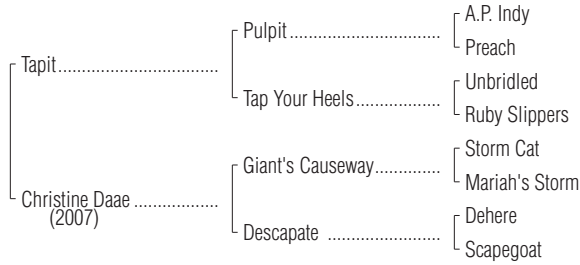 A.P. Indy
Pulpit
Preach
Tapit
Unbridled
Tap Your Heels
Ruby Slippers
Storm Cat
Giant's Causeway
Mariah's Storm
Christine Daae
(2007)
Dehere
Descapate
Scapegoat